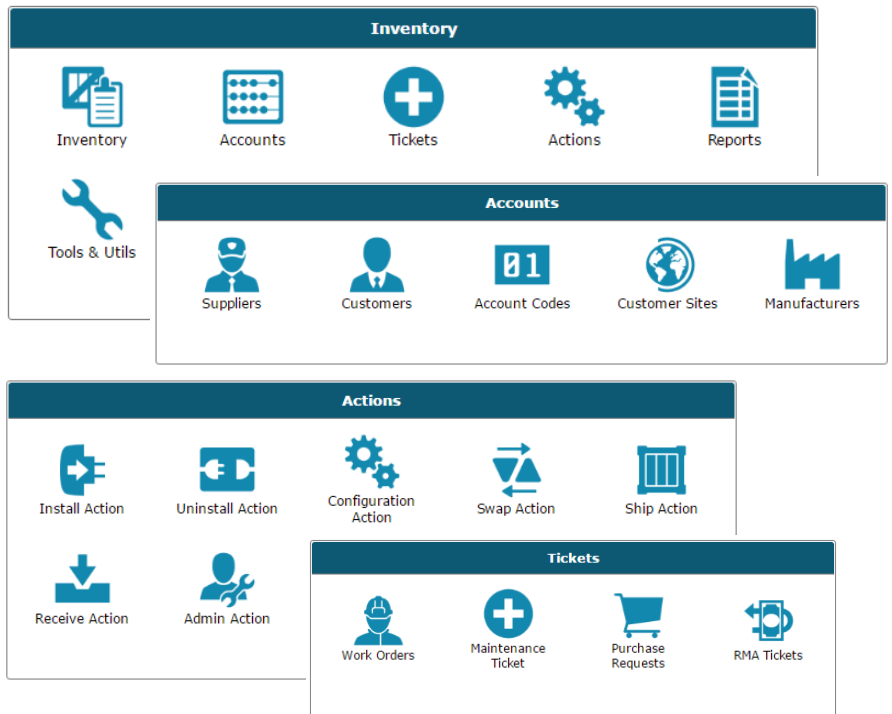 Inventory
Inventory
Accounts
Tickets
Actions
Reports
Tools & Utils
Accounts
Suppliers
Customers
01
Account Codes
Customer Sites
Manufacturers
Actions
Install Action
Uninstall Action
Configuration
Action
Swap Action
Ship Action
Receive Action
Admin Action
Tickets
Work Orders
Maintenance
Ticket
Purchase
Requests
RMA Tickets